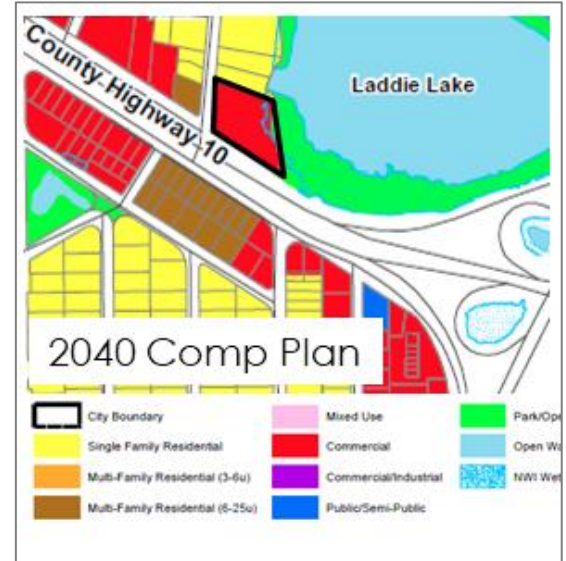 County Highway 10
Laddie Lake
2040 Comp Plan
City Boundary
Mixed Use
Park/Ope
Single Family Residential
Commercial
Open Wa
Multi-Family Residential (3-6u)
Commercial/Industrial
NWI Wet
Multi-Family Residential (6-25u)
Public/Semi-Public